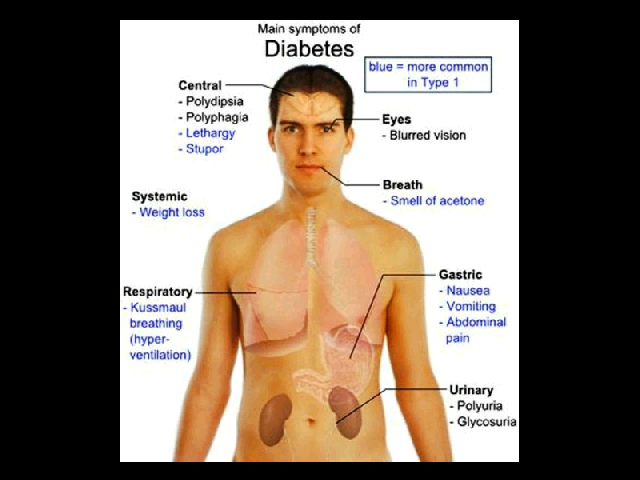 Main symptoms of
Diabetes
blue = more common
in Type 1
Central
- Polydipsia
- Polyphagia
- Lethargy
- Stupor
Eyes
- Blurred vision
Breath
- Smell of acetone
Systemic
- Weight loss
Respiratory
- Kussmaul
breathing
(hyper-
ventilation)
Gastric
- Nausea
- Vomiting
- Abdominal
pain
Urinary
- Polyuria
- Glycosuria